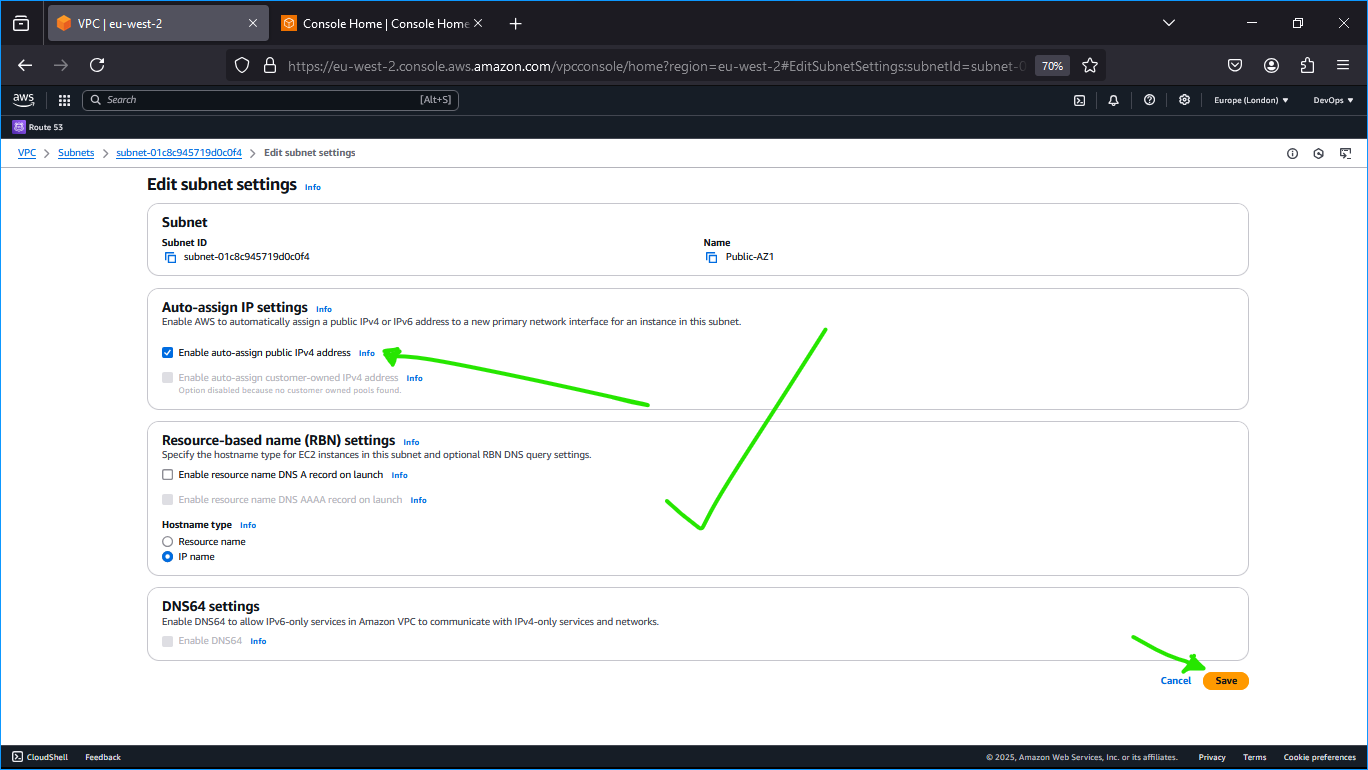 VPC | eu-west-2
Console Home | Console Home
https://eu-west-2.console.aws.amazon.com/vpcconsole/home?region=eu-west-2#EditSubnetSettings:subnetId=subnet-0
70%
aws
Search
[Alt+S]
Europe (London)
DevOps
Route 53
VPC
Subnets
subnet-01c8c945719d0c0f4
Edit subnet settings
Edit subnet settings Info
Subnet
Subnet ID
subnet-01c8c945719d0c0f4
Name
Public-AZ1
Auto-assign IP settings Info
Enable AWS to automatically assign a public IPv4 or IPv6 address to a new primary network interface for an instance in this subnet.
Enable auto-assign public IPv4 address Info
Enable auto-assign customer-owned IPv4 address Info
Option disabled because no customer owned pools found.
Resource-based name (RBN) settings Info
Specify the hostname type for EC2 instances in this subnet and optional RBN DNS query settings.
Enable resource name DNS A record on launch Info
Enable resource name DNS AAAA record on launch Info
Hostname type Info
Resource name
IP name
DNS64 settings
Enable DNS64 to allow IPv6-only services in Amazon VPC to communicate with IPv4-only services and networks.
Enable DNS64 Info
Cancel
Save
CloudShell
Feedback
© 2025, Amazon Web Services, Inc. or its affiliates.
Privacy
Terms
Cookie preferences